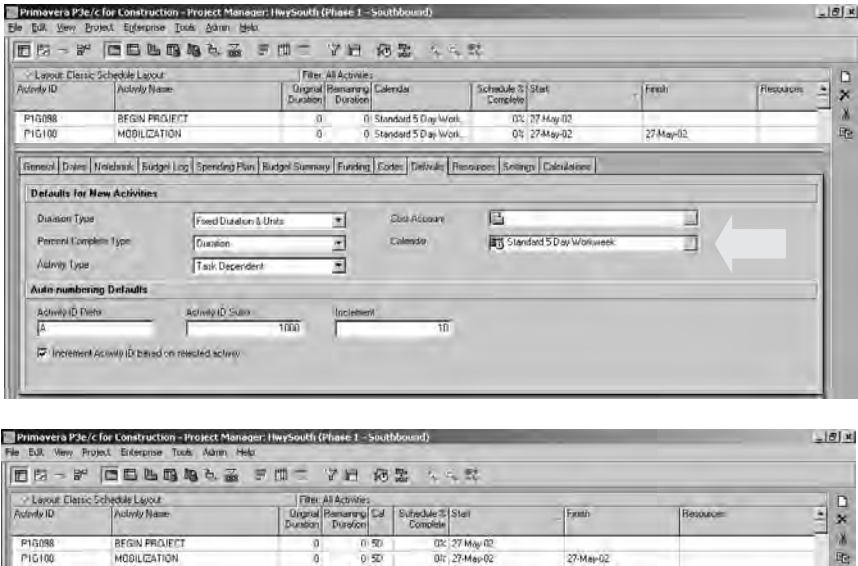 Primavera P3e/c for Construction - Project Manager: HwySouth (Phase 1 - Southbound)
File Edit View Project Enterprise Tools Admin Help
Layout: Classic Schedule Layout Filter: All Activities
Activity ID Activity Name Original Duration Remaining Duration Calendar Schedule % Complete Start Finish Resources
P1G098 BEGIN PROJECT 0 0 Standard 5 Day Work.. 0% 27-May-02
P1G100 MOBILIZATION 0 0 Standard 5 Day Work.. 0% 27-May-02 27-May-02
General Dates Notebook Budget Log Spending Plan Budget Summary Funding Codes Defaults Resources Settings Calculations
Defaults for New Activities
Duration Type Fixed Duration & Units Cost Account
Percent Complete Type Duration Calendar Standard 5 Day Workweek
Activity Type Task Dependent
Auto-numbering Defaults
Activity ID Prefix Activity ID Suffix Increment
A 1000 10
Increment Activity ID based on selected activity
Primavera P3e/c for Construction - Project Manager: HwySouth (Phase 1 - Southbound)
File Edit View Project Enterprise Tools Admin Help
Layout: Classic Schedule Layout Filter: All Activities
Activity ID Activity Name Original Duration Remaining Duration Cal Schedule % Complete Start Finish Resources
P1G098 BEGIN PROJECT 0 0 5D 0% 27-May-02
P1G100 MOBILIZATION 0 0 5D 0% 27-May-02 27-May-02